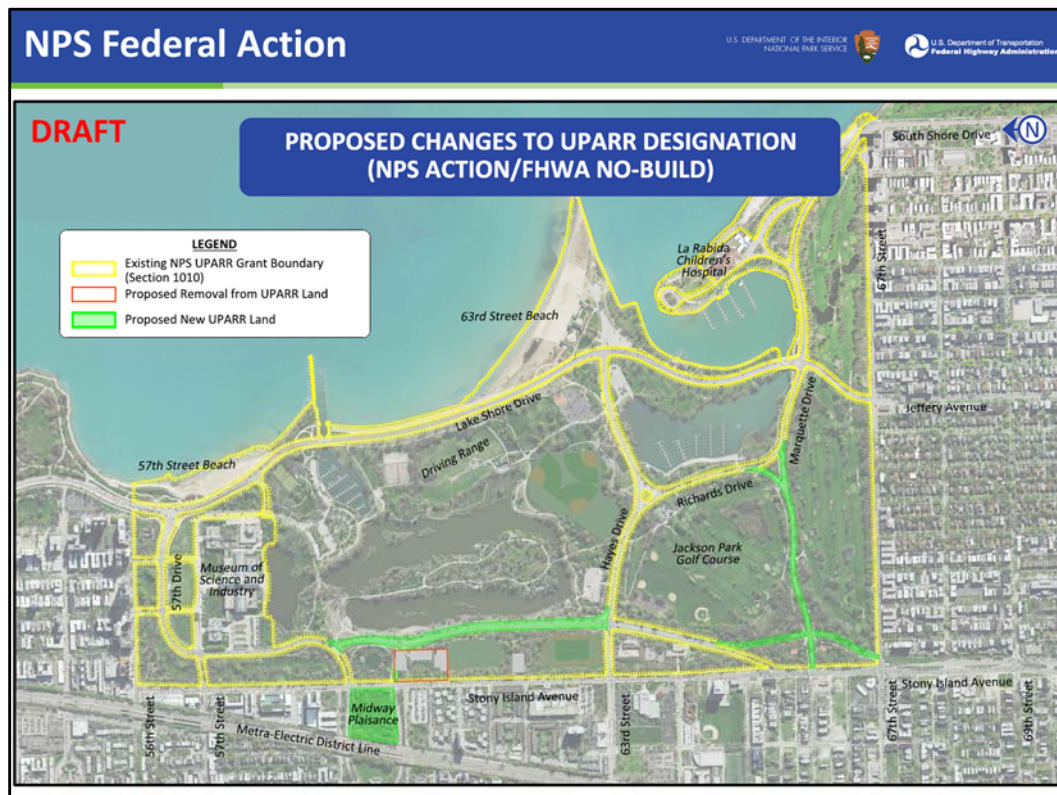 NPS Federal Action
U.S. DEPARTMENT OF THE INTERIOR
NATIONAL PARK SERVICE
U.S. Department of Transportation
Federal Highway Administration
DRAFT
PROPOSED CHANGES TO UPARR DESIGNATION
(NPS ACTION/FHWA NO-BUILD)
South Shore Drive
N
LEGEND
Existing NPS UPARR Grant Boundary
(Section 1010)
Proposed Removal from UPARR Land
Proposed New UPARR Land
La Rabida
Children's
Hospital
67th Street
63rd Street Beach
Lake Shore Drive
Jeffery Avenue
Marquette Drive
Driving Range
57th Street Beach
Richards Drive
Hayes Drive
Jackson Park
Golf Course
57th Drive
Museum of
Science and
Industry
Stony Island Avenue
Stony Island Avenue
Midway
Plaisance
56th Street
57th Street
Metra-Electric District Line
63rd Street
67th Street
69th Street